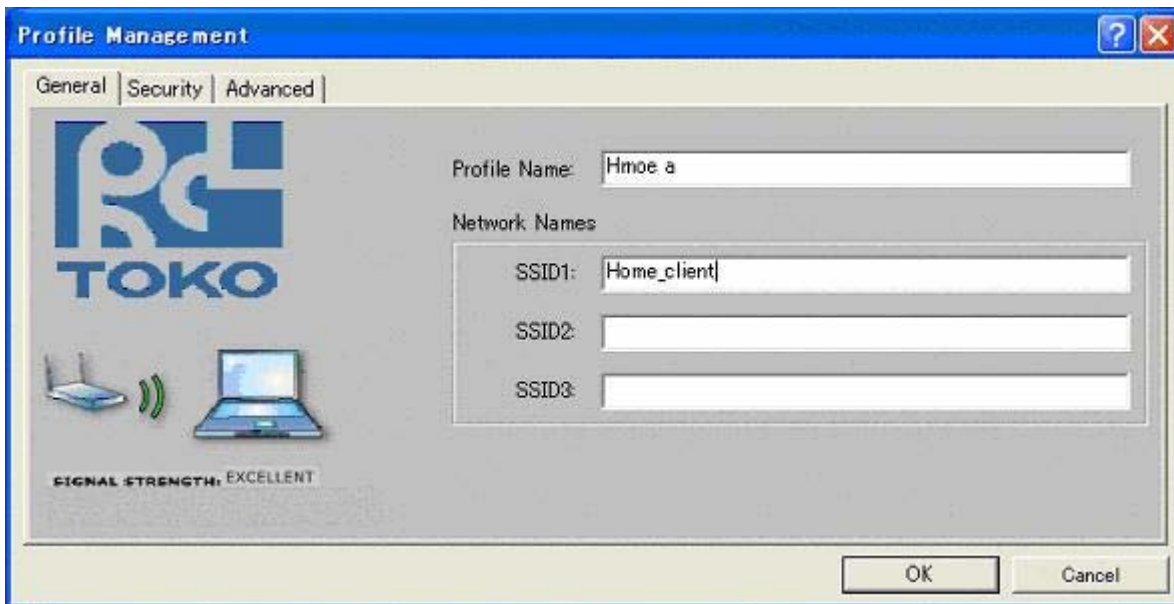 Profile Management
General Security Advanced
TOKO
Profile Name: Hmoe a
Network Names
SSID1: Home_client
SSID2:
SSID3:
SIGNAL STRENGTH: EXCELLENT
OK Cancel